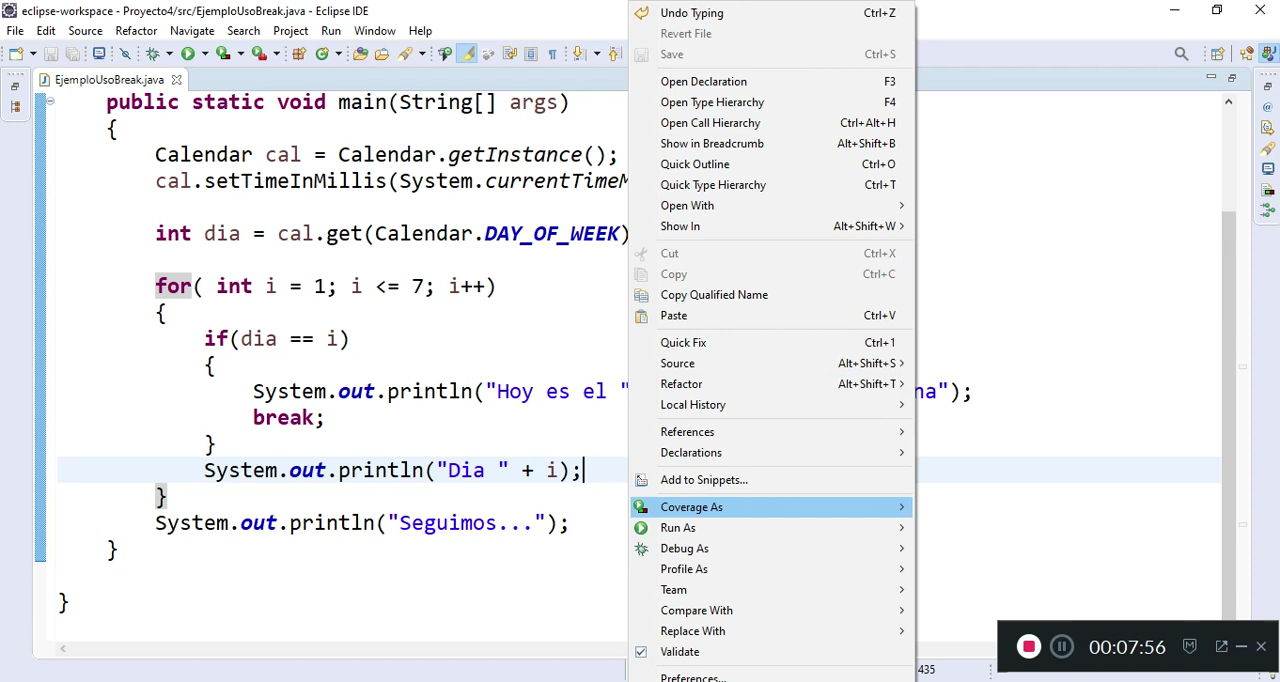 eclipse-workspace - Proyecto4/src/EjemploUsoBreak.java - Eclipse IDE
File Edit Source Refactor Navigate Search Project Run Window Help
EjemploUsoBreak.java
public static void main(String[] args)
{
Calendar cal = Calendar.getInstance();
cal.setTimeInMillis(System.currentTimeM
int dia = cal.get(Calendar.DAY_OF_WEEK)
for( int i = 1; i <= 7; i++)
{
if(dia == i)
{
System.out.println("Hoy es el " na");
break;
}
System.out.println("Dia " + i);
}
System.out.println("Seguimos...");
}
}
Undo Typing Ctrl+Z
Revert File
Save Ctrl+S
Open Declaration F3
Open Type Hierarchy F4
Open Call Hierarchy Ctrl+Alt+H
Show in Breadcrumb Alt+Shift+B
Quick Outline Ctrl+O
Quick Type Hierarchy Ctrl+T
Open With
Show In Alt+Shift+W
Cut Ctrl+X
Copy Ctrl+C
Copy Qualified Name
Paste Ctrl+V
Quick Fix Ctrl+1
Source Alt+Shift+S
Refactor Alt+Shift+T
Local History
References
Declarations
Add to Snippets...
Coverage As
Run As
Debug As
Profile As
Team
Compare With
Replace With
Validate
Preferences...
435
00:07:56